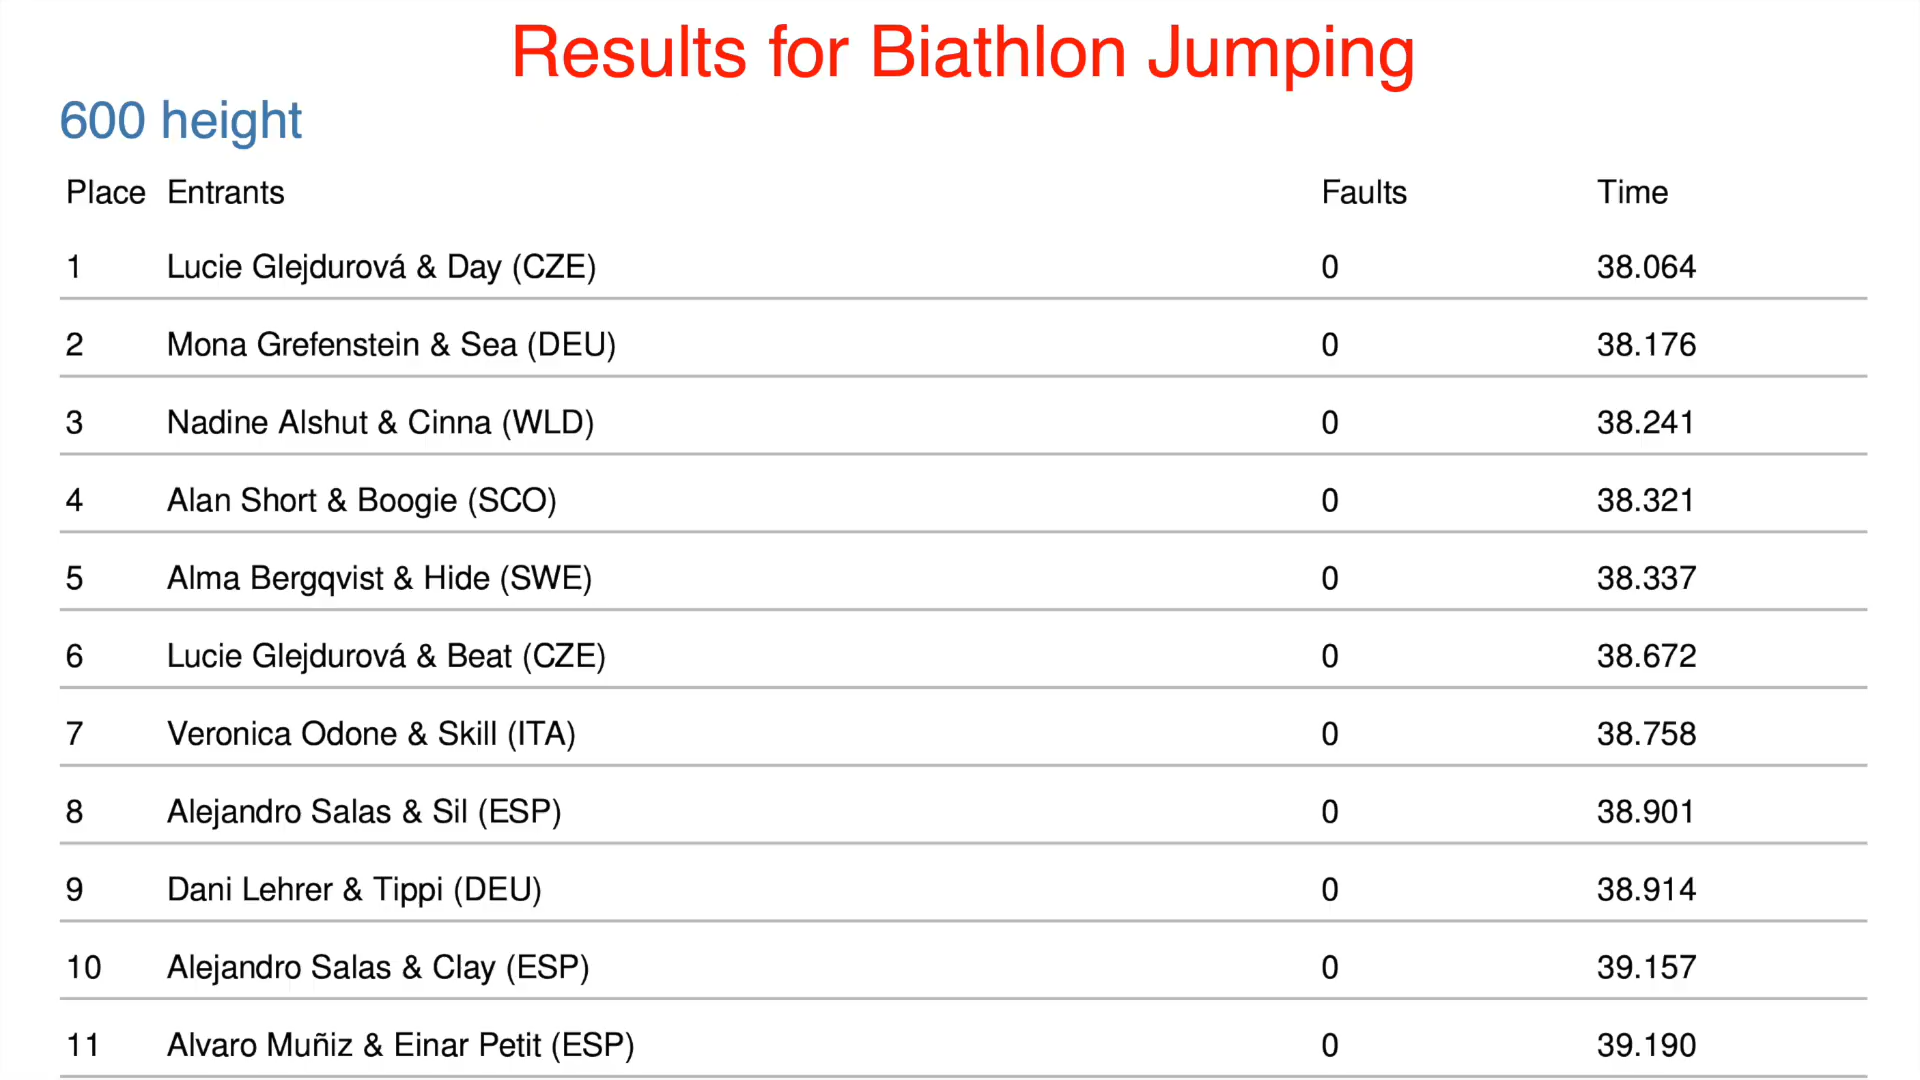 Results for Biathlon Jumping
600 height
Place Entrants Faults Time
1 Lucie Glejdurová & Day (CZE) 0 38.064
2 Mona Grefenstein & Sea (DEU) 0 38.176
3 Nadine Alshut & Cinna (WLD) 0 38.241
4 Alan Short & Boogie (SCO) 0 38.321
5 Alma Bergqvist & Hide (SWE) 0 38.337
6 Lucie Glejdurová & Beat (CZE) 0 38.672
7 Veronica Odone & Skill (ITA) 0 38.758
8 Alejandro Salas & Sil (ESP) 0 38.901
9 Dani Lehrer & Tippi (DEU) 0 38.914
10 Alejandro Salas & Clay (ESP) 0 39.157
11 Alvaro Muñiz & Einar Petit (ESP) 0 39.190